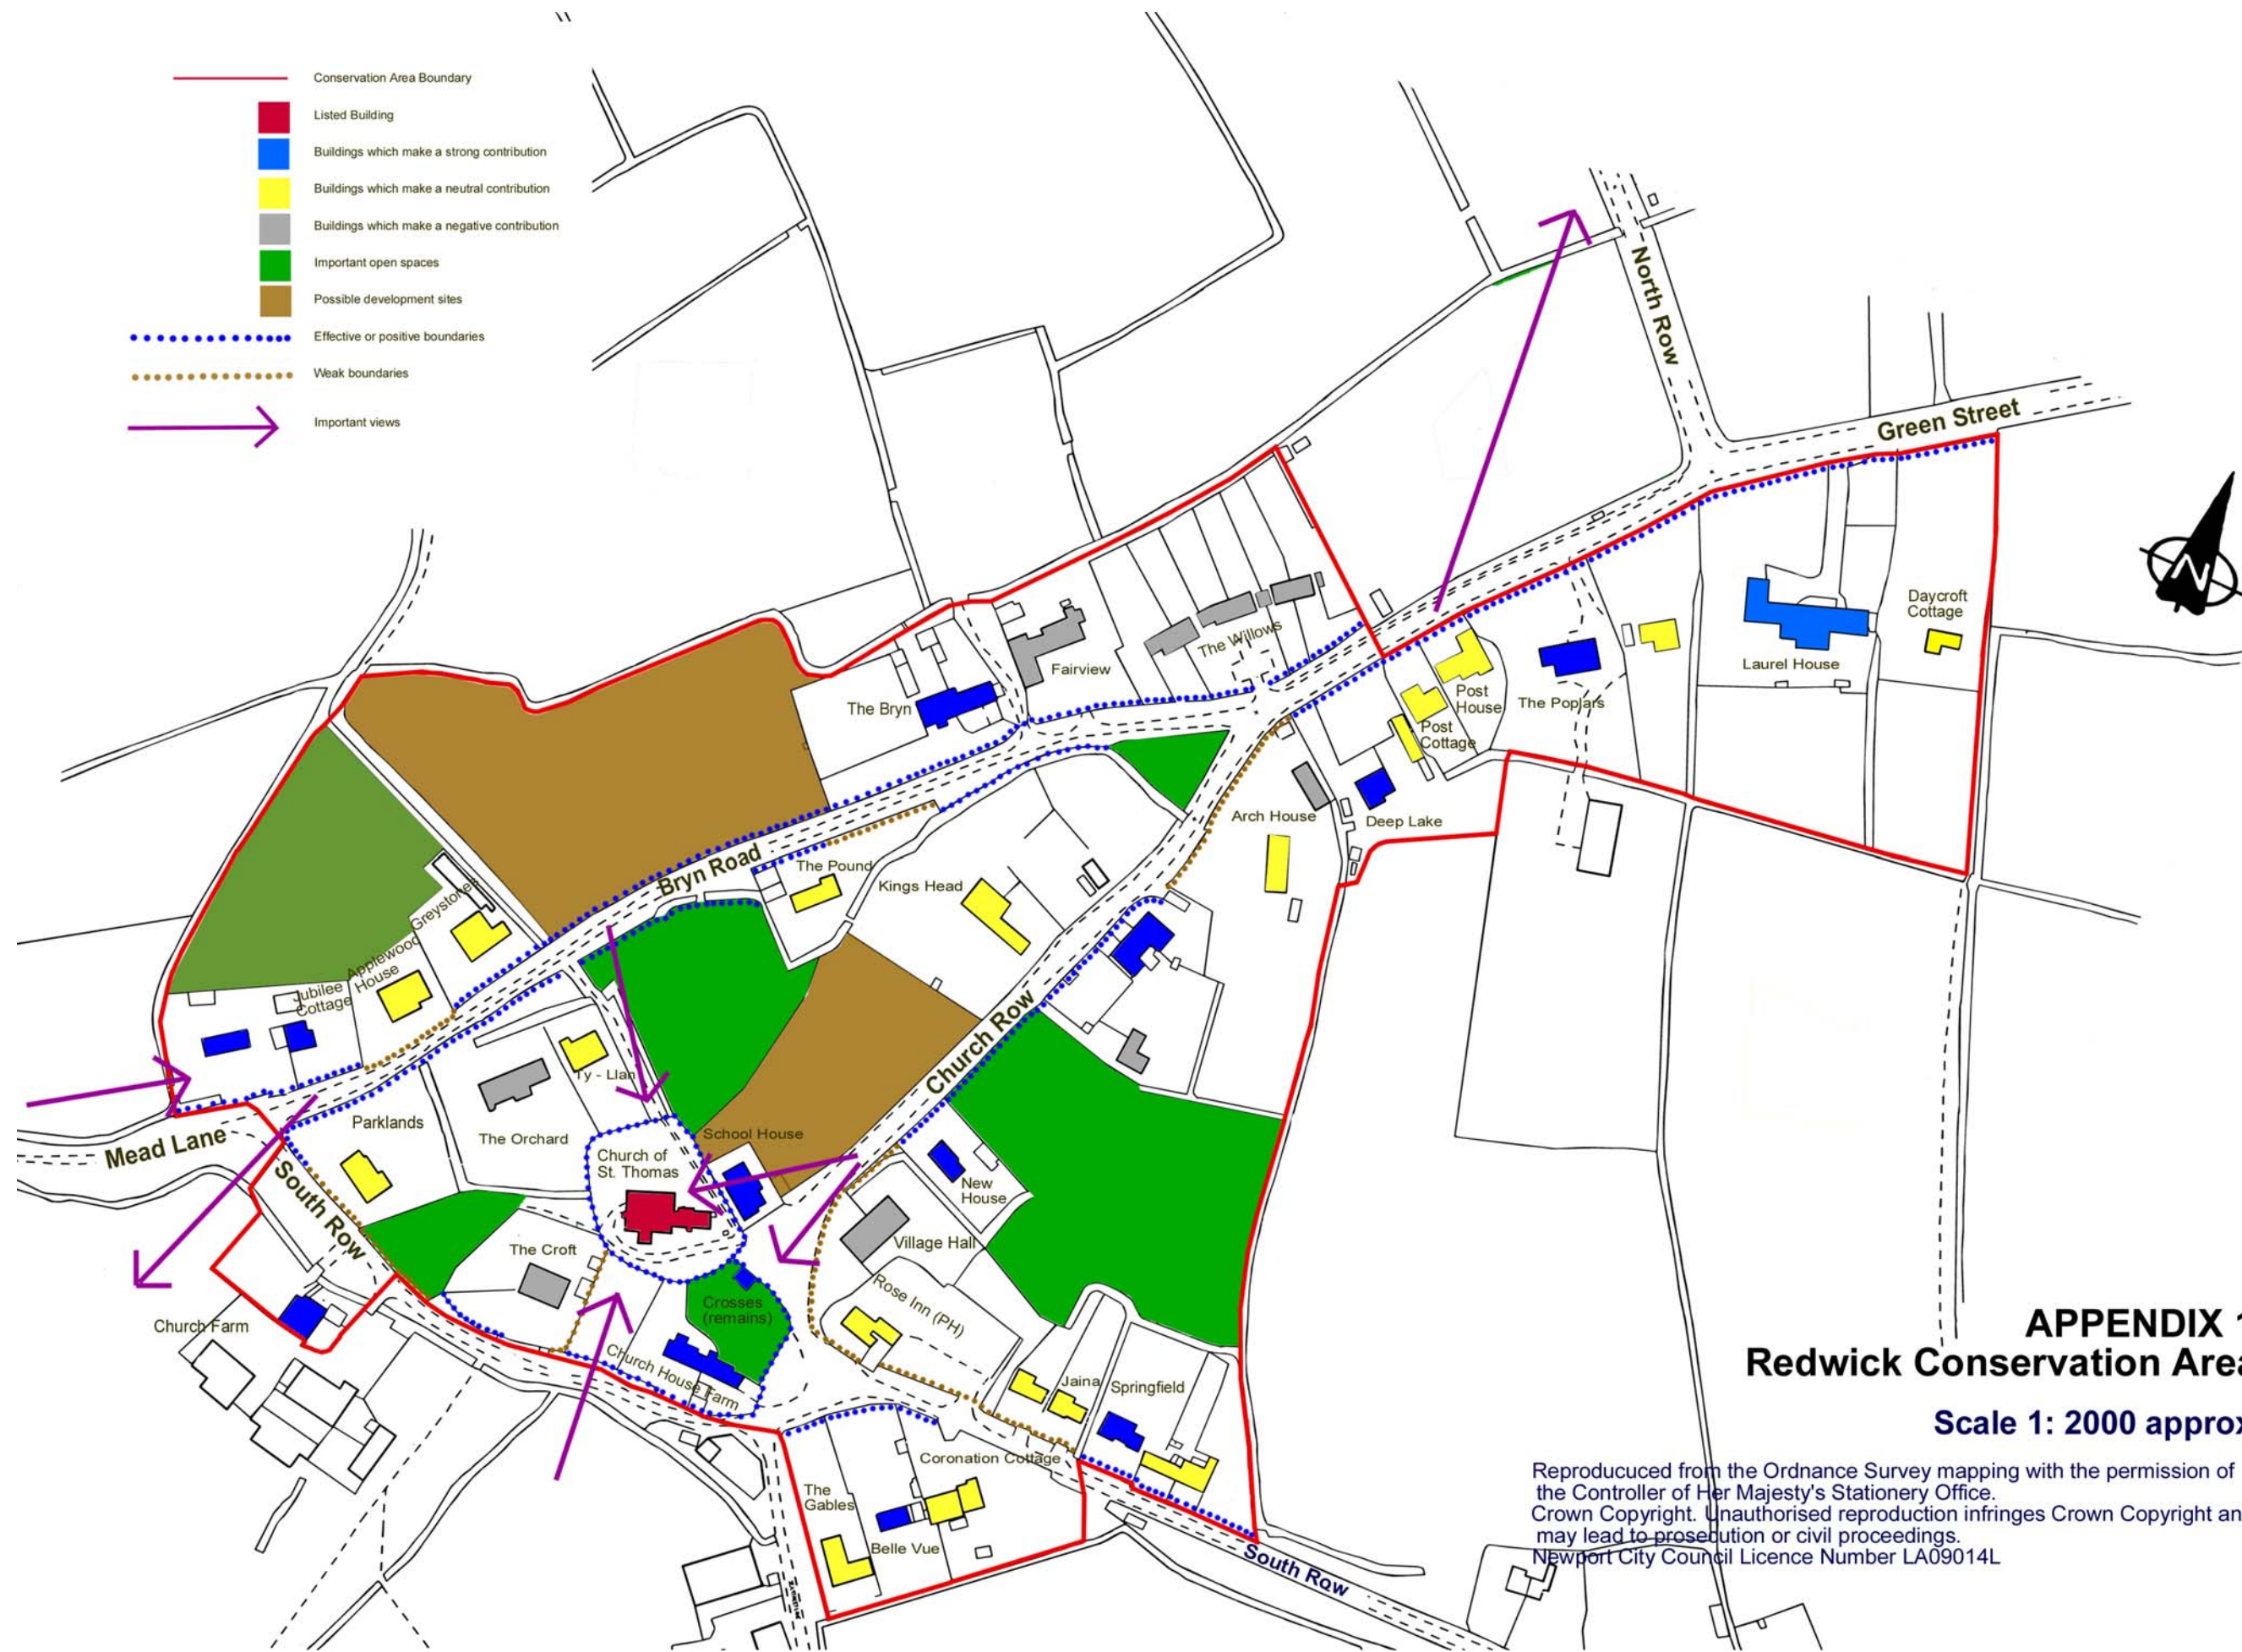 Conservation Area Boundary
Listed Building
Buildings which make a strong contribution
Buildings which make a neutral contribution
Buildings which make a negative contribution
Important open spaces
Possible development sites
Effective or positive boundaries
Weak boundaries
Important views
North Row
Green Street
N
Daycroft
Cottage
Laurel House
The Willows
Fairview
The Bryn
Post
House
The Poplars
Post
Cottage
Arch House
Deep Lake
Bryn Road
The Pound
Kings Head
Greystones
Applewood
House
Jubilee
Cottage
Church Row
Ty - Llan
Parklands
The Orchard
Mead Lane
School House
Church of
St. Thomas
New
House
South Row
The Croft
Village Hall
Rose Inn (PH)
Crosses
(remains)
Church Farm
Church House Farm
Jaina
Springfield
Coronation Cottage
The
Gables
Belle Vue
South Row
APPENDIX 1
Redwick Conservation Area
Scale 1: 2000 approx
Reproducuced from the Ordnance Survey mapping with the permission of
the Controller of Her Majesty's Stationery Office.
Crown Copyright. Unauthorised reproduction infringes Crown Copyright an
may lead to prosecution or civil proceedings.
Newport City Council Licence Number LA09014L